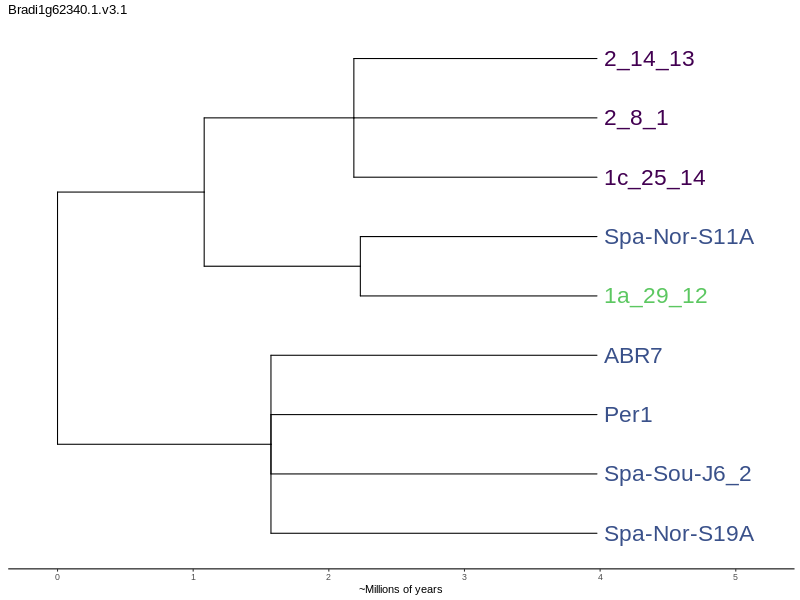 Bradi1g62340.1.v3.1
2_14_13
2_8_1
1c_25_14
Spa-Nor-S11A
1a_29_12
ABR7
Per1
Spa-Sou-J6_2
Spa-Nor-S19A
0 1 2 3 4 5
~Millions of years